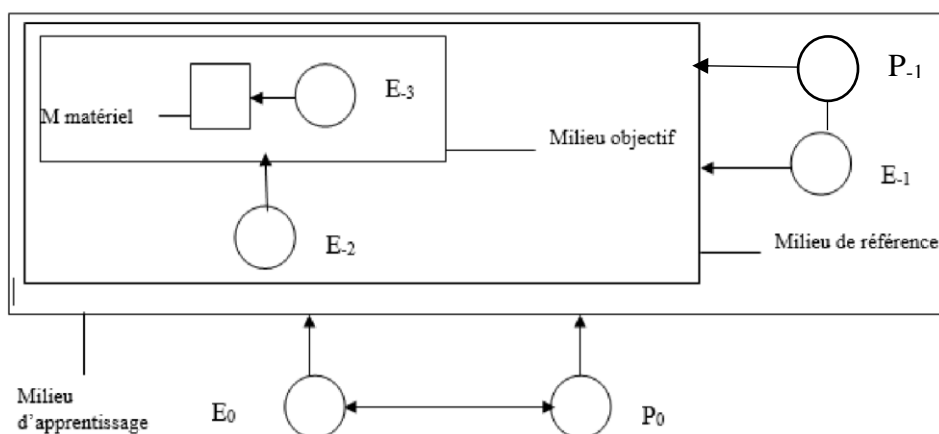 P-1
E-3
M matériel
Milieu objectif
E-1
E-2
Milieu de référence
Milieu
d'apprentissage
E0
P0